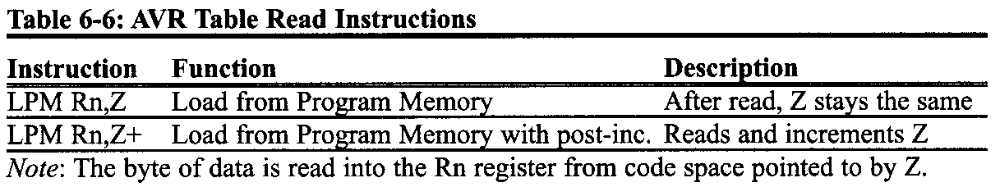 Table 6-6: AVR Table Read Instructions
Instruction Function Description
LPM Rn,Z Load from Program Memory After read, Z stays the same
LPM Rn,Z+ Load from Program Memory with post-inc. Reads and increments Z
Note: The byte of data is read into the Rn register from code space pointed to by Z.